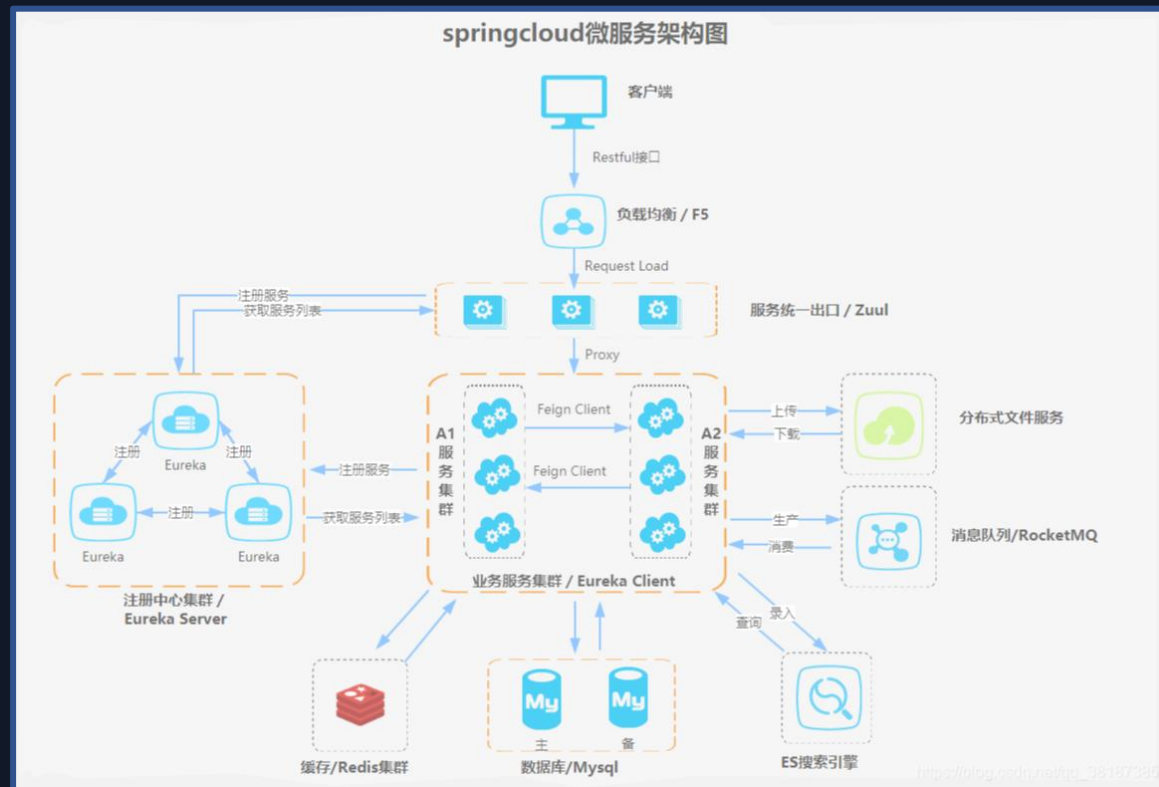 springcloud微服务架构图
客户端
Restful接口
负载均衡 / F5
Request Load
注册服务
获取服务列表
服务统一出口 / Zuul
Proxy
Eureka
注册
注册
注册
Eureka
Eureka
注册中心集群 /
Eureka Server
注册服务
获取服务列表
A1
服
务
集
群
Feign Client
Feign Client
A2
服
务
集
群
业务服务集群 / Eureka Client
上传
下载
分布式文件服务
生产
消费
消息队列/RocketMQ
录入
查询
缓存/Redis集群
My
My
主
备
数据库/Mysql
ES搜索引擎